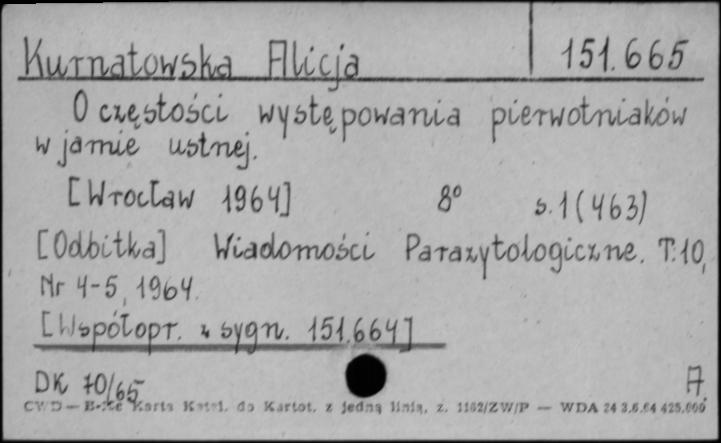 Kurnatowska Alicja 151.665
O częstości występowania pierwotniaków
w jamie ustnej.
[Wrocław 1964] 8° s. 1 (463)
[Odbitka] Wiadomości Parazytologiczne. T. 10,
Nr 4-5, 1964.
[Współopr. z sygn. 151.664]
DK 70/65 A.
CWD — Karta Katal. do Kartot. z jedną linią, z. 1162/ZW/P — WDA 24 3.6.64 425.000